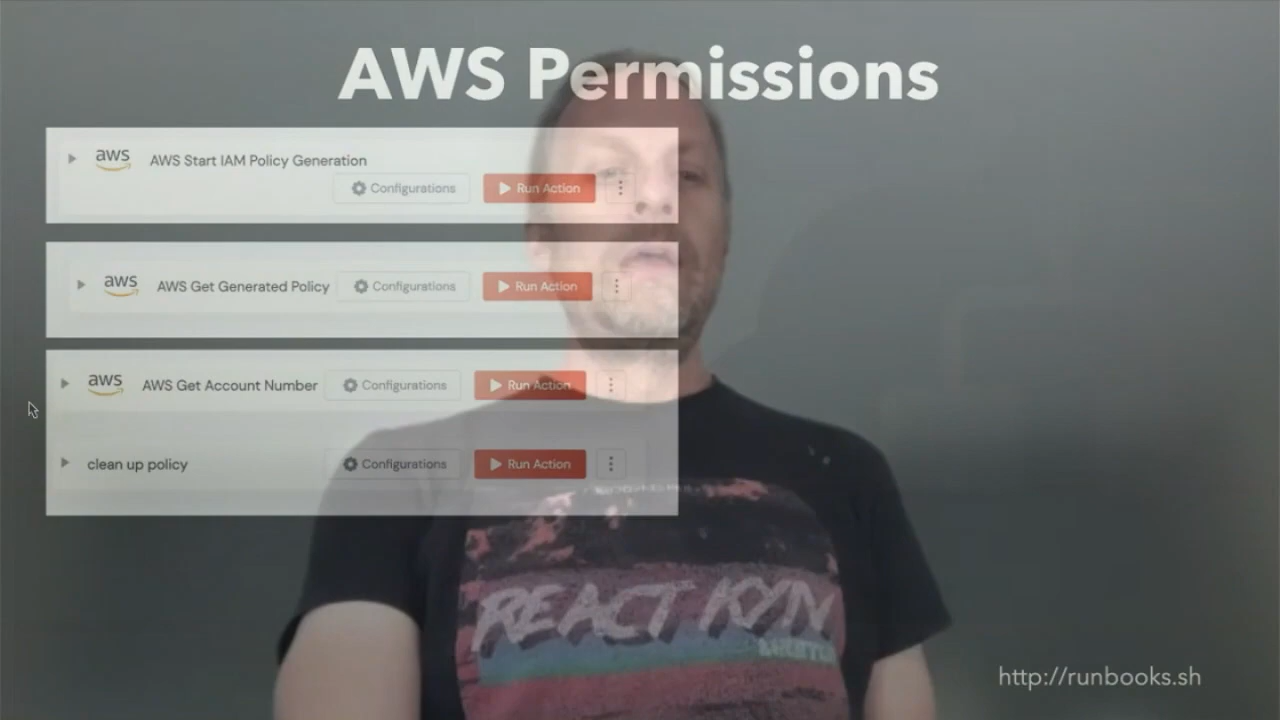 AWS Permissions
aws AWS Start IAM Policy Generation
Configurations Run Action
aws AWS Get Generated Policy Configurations Run Action
aws AWS Get Account Number Configurations Run Action
clean up policy Configurations Run Action
REACT
http://runbooks.sh